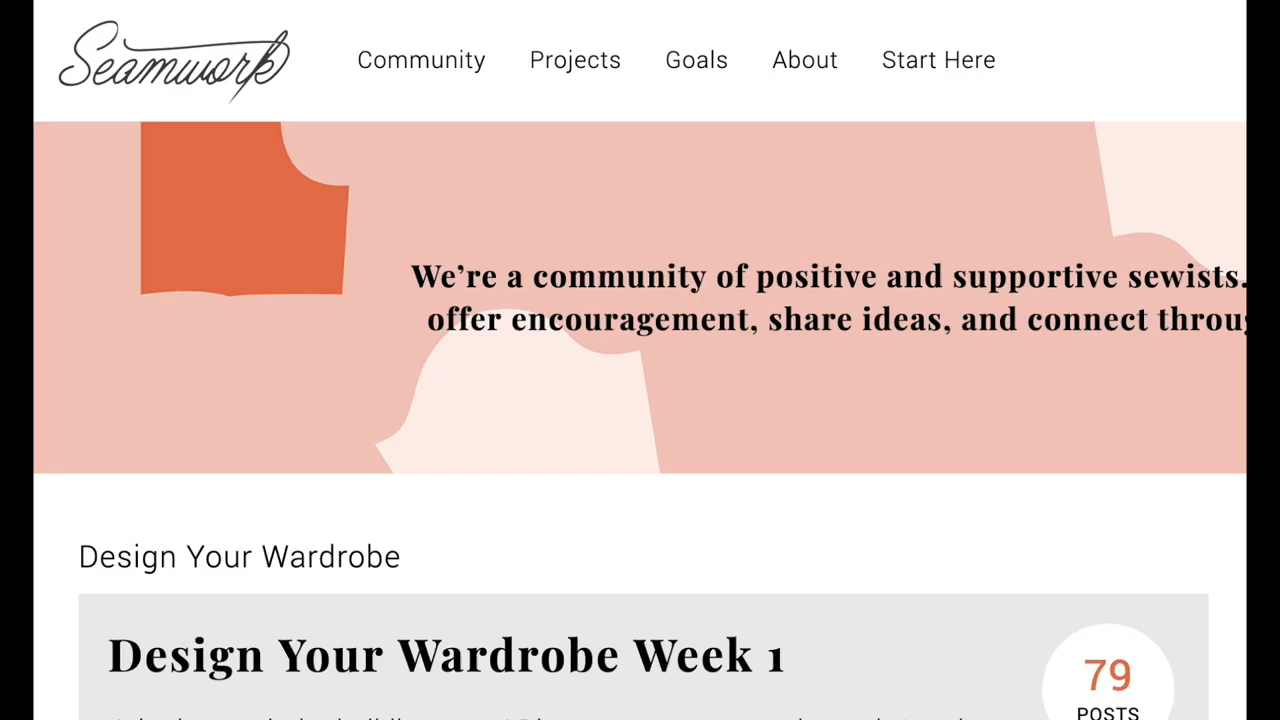 Seamwork
Community Projects Goals About Start Here
We're a community of positive and supportive sewists.
offer encouragement, share ideas, and connect
Design Your Wardrobe
Design Your Wardrobe Week 1
79
POSTS